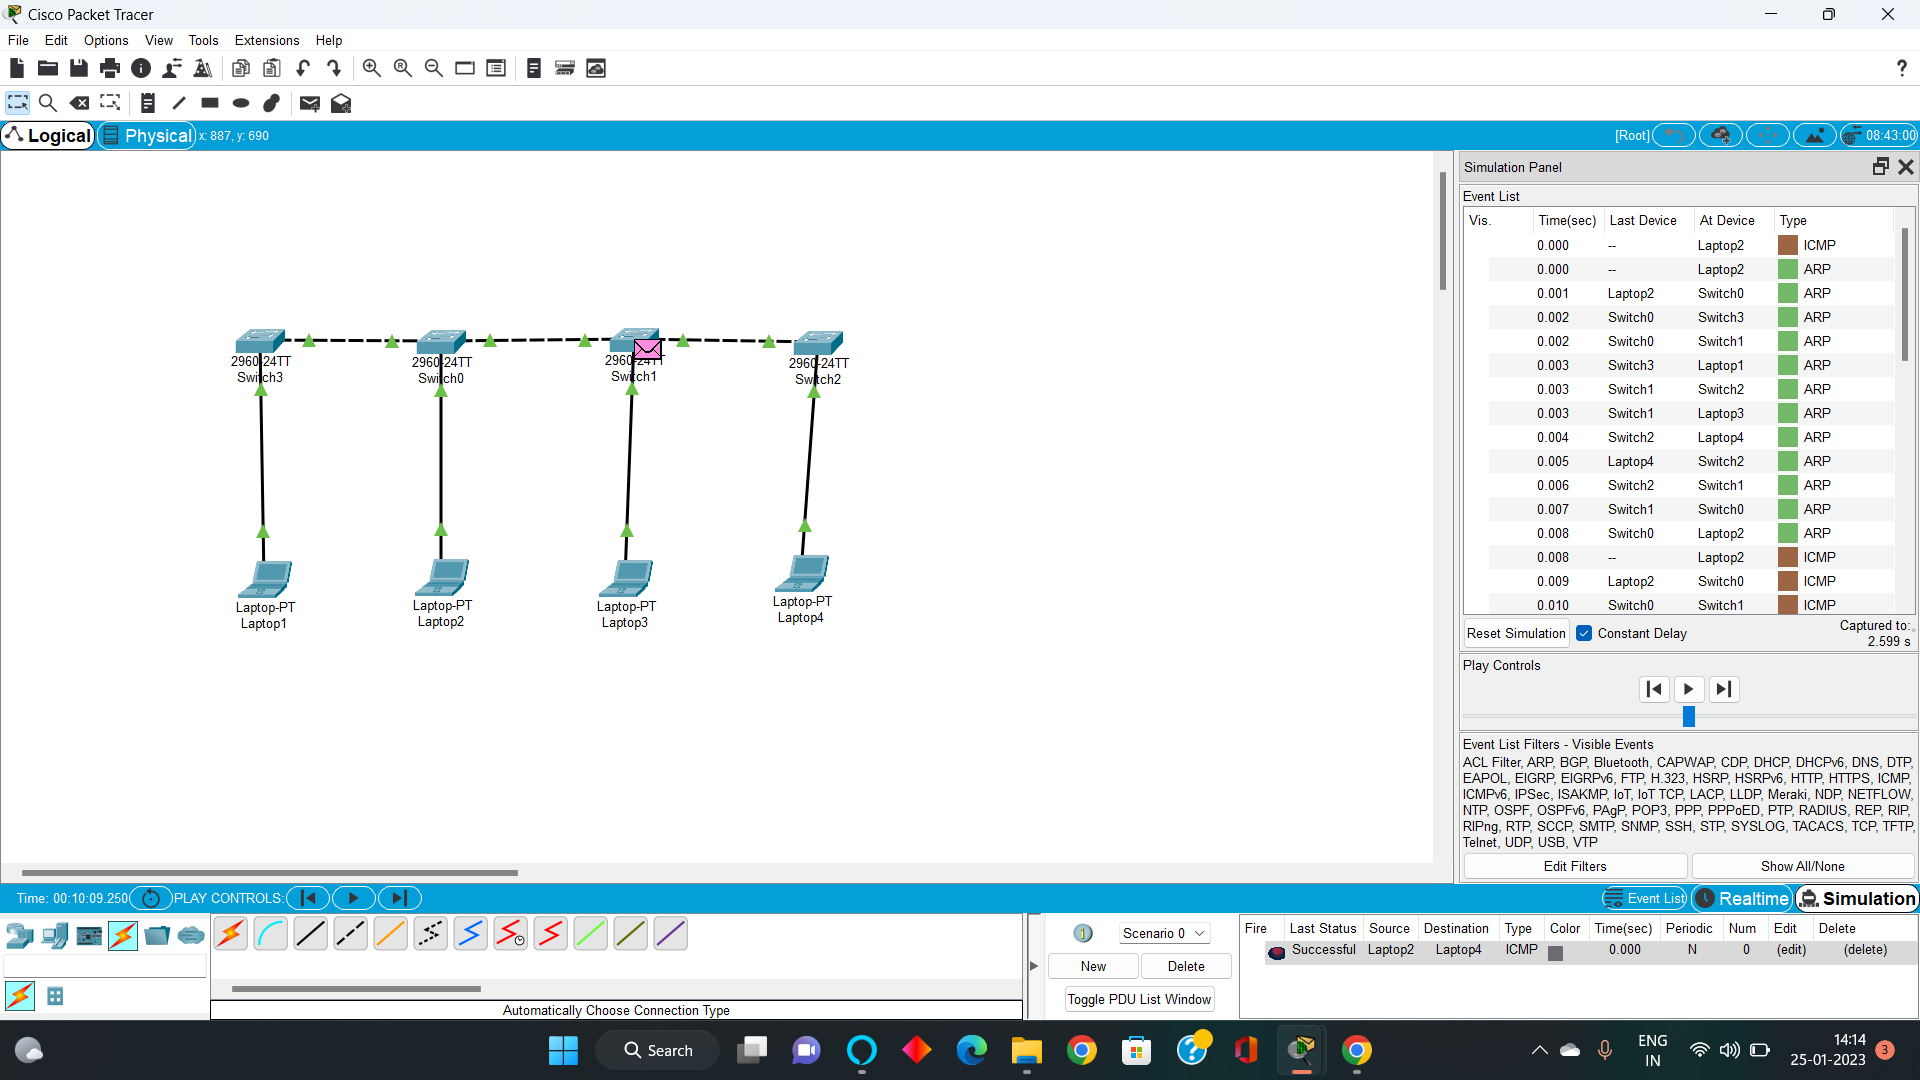 Cisco Packet Tracer
File Edit Options View Tools Extensions Help
?
Logical Physical x: 887, y: 690 [Root] 08:43:00
Simulation Panel
Event List
Vis. Time(sec) Last Device At Device Type
0.000 -- Laptop2 ICMP
0.000 -- Laptop2 ARP
0.001 Laptop2 Switch0 ARP
0.002 Switch0 Switch3 ARP
0.002 Switch0 Switch1 ARP
0.003 Switch3 Laptop1 ARP
0.003 Switch1 Switch2 ARP
0.003 Switch1 Laptop3 ARP
0.004 Switch2 Laptop4 ARP
0.005 Laptop4 Switch2 ARP
0.006 Switch2 Switch1 ARP
0.007 Switch1 Switch0 ARP
0.008 Switch0 Laptop2 ARP
0.008 -- Laptop2 ICMP
0.009 Laptop2 Switch0 ICMP
0.010 Switch0 Switch1 ICMP
Reset Simulation Constant Delay Captured to:
2.599 s
Play Controls
Event List Filters - Visible Events
ACL Filter, ARP, BGP, Bluetooth, CAPWAP, CDP, DHCP, DHCPv6, DNS, DTP,
EAPOL, EIGRP, EIGRPv6, FTP, H.323, HSRP, HSRPv6, HTTP, HTTPS, ICMP,
ICMPv6, IPSec, ISAKMP, IoT, IoT TCP, LACP, LLDP, Meraki, NDP, NETFLOW,
NTP, OSPF, OSPFv6, PAgP, POP3, PPP, PPPoED, PTP, RADIUS, REP, RIP,
RIPng, RTP, SCCP, SMTP, SNMP, SSH, STP, SYSLOG, TACACS, TCP, TFTP,
Telnet, UDP, USB, VTP
Edit Filters Show All/None
2960-24TT
Switch3
2960-24TT
Switch0
2960-24TT
Switch1
2960-24TT
Switch2
Laptop-PT
Laptop1
Laptop-PT
Laptop2
Laptop-PT
Laptop3
Laptop-PT
Laptop4
Time: 00:10:09.250 PLAY CONTROLS: Event List Realtime Simulation
Automatically Choose Connection Type
1 Scenario 0
New Delete
Toggle PDU List Window
Fire Last Status Source Destination Type Color Time(sec) Periodic Num Edit Delete
Successful Laptop2 Laptop4 ICMP 0.000 N 0 (edit) (delete)
Search
ENG
IN
14:14
25-01-2023
3